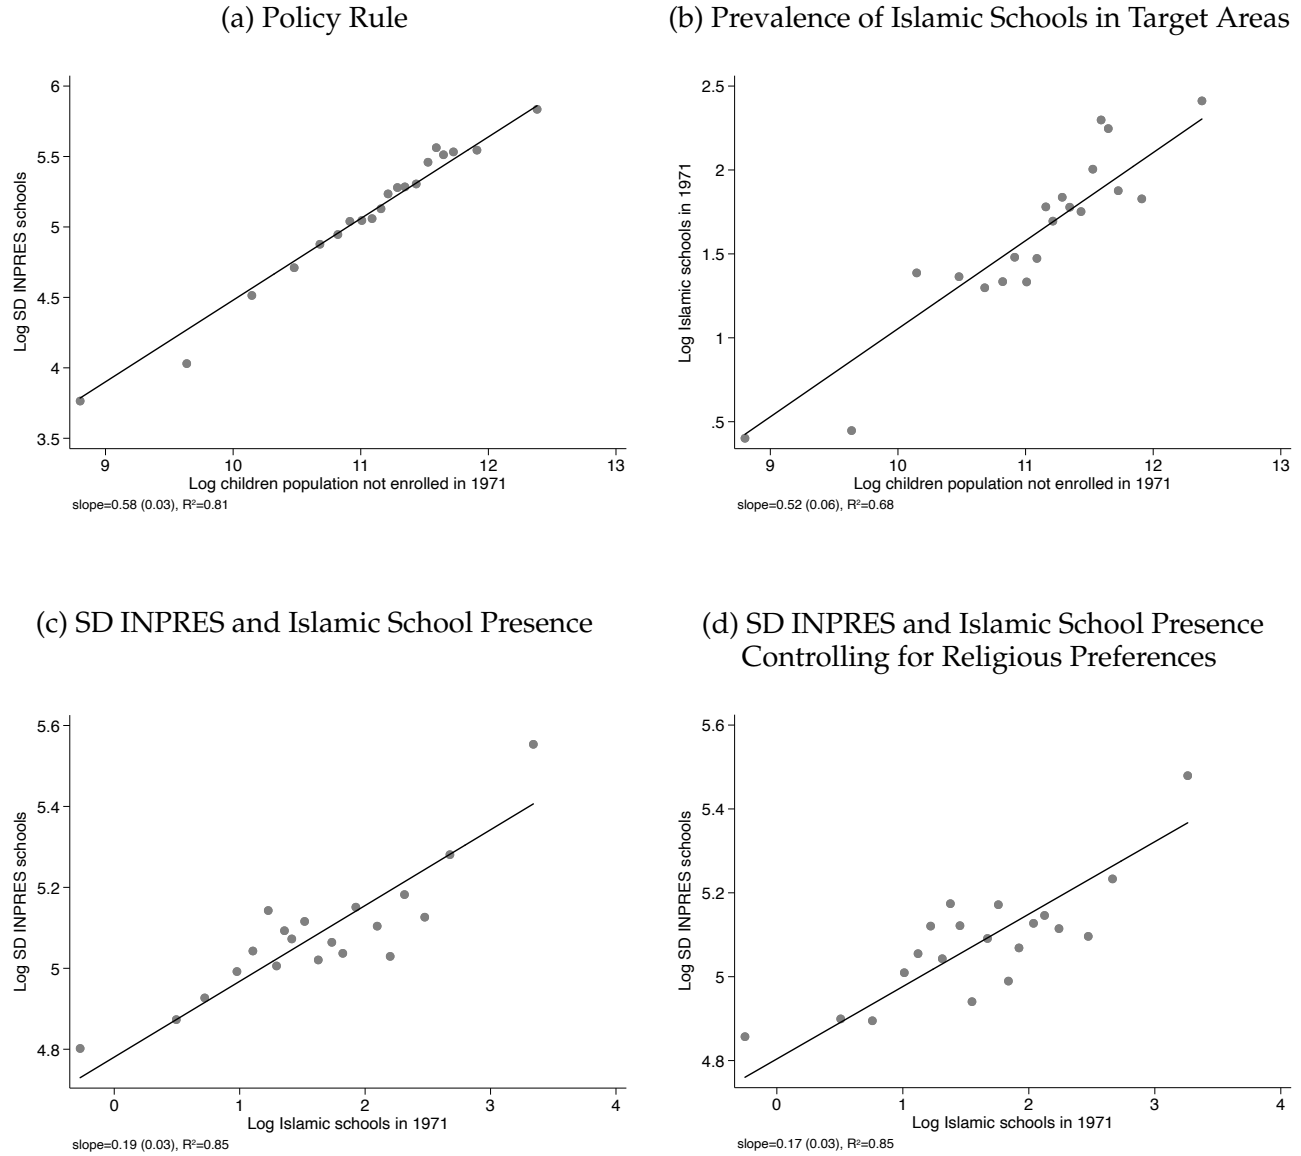 (a) Policy Rule
6
5.5
5
4.5
4
3.5
Log SD INPRES schools
9 10 11 12 13
Log children population not enrolled in 1971
slope=0.58 (0.03), R²=0.81
(b) Prevalence of Islamic Schools in Target Areas
2.5
2
1.5
1
.5
Log Islamic schools in 1971
9 10 11 12 13
Log children population not enrolled in 1971
slope=0.52 (0.06), R²=0.68
(c) SD INPRES and Islamic School Presence
5.6
5.4
5.2
5
4.8
Log SD INPRES schools
0 1 2 3 4
Log Islamic schools in 1971
slope=0.19 (0.03), R²=0.85
(d) SD INPRES and Islamic School Presence
Controlling for Religious Preferences
5.6
5.4
5.2
5
4.8
Log SD INPRES schools
0 1 2 3 4
Log Islamic schools in 1971
slope=0.17 (0.03), R²=0.85